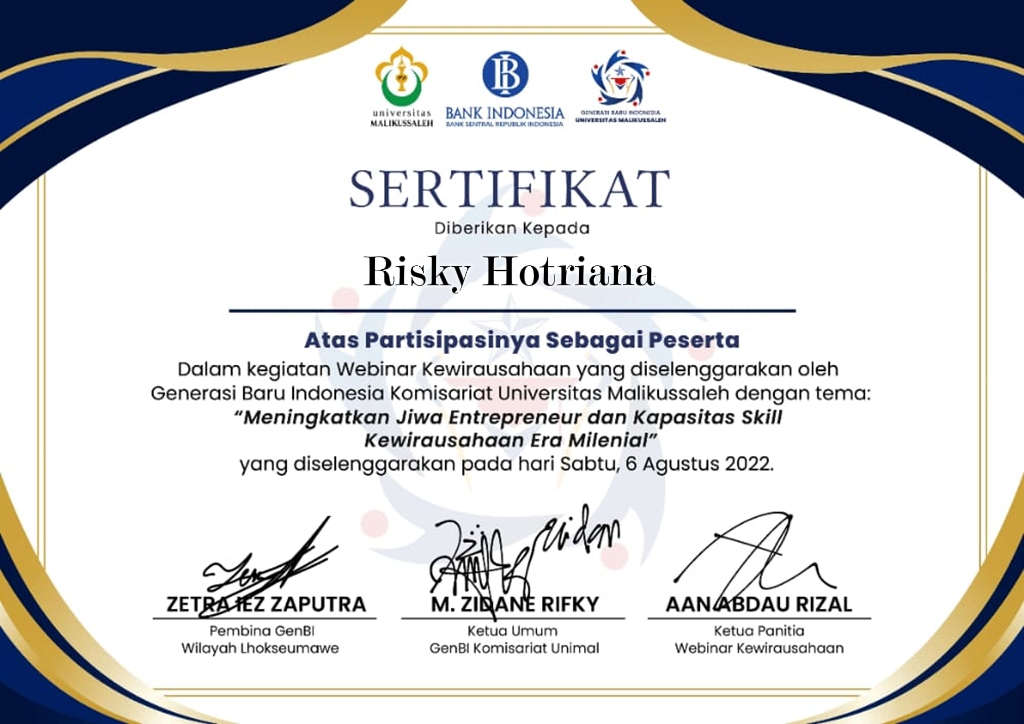 universitas
MALIKUSSALEH
BANK INDONESIA
BANK SENTRAL REPUBLIK INDONESIA
GENERASI BARU INDONESIA
UNIVERSITAS MALIKUSSALEH
SERTIFIKAT
Diberikan Kepada
Risky Hotriana
Atas Partisipasinya Sebagai Peserta
Dalam kegiatan Webinar Kewirausahaan yang diselenggarakan oleh
Generasi Baru Indonesia Komisariat Universitas Malikussaleh dengan tema:
“Meningkatkan Jiwa Entrepreneur dan Kapasitas Skill
Kewirausahaan Era Milenial”
yang diselenggarakan pada hari Sabtu, 6 Agustus 2022.
ZETRA IEZ ZAPUTRA
Pembina GenBI
Wilayah Lhokseumawe
M. ZIDANE RIFKY
Ketua Umum
GenBI Komisariat Unimal
AAN ABDAU RIZAL
Ketua Panitia
Webinar Kewirausahaan